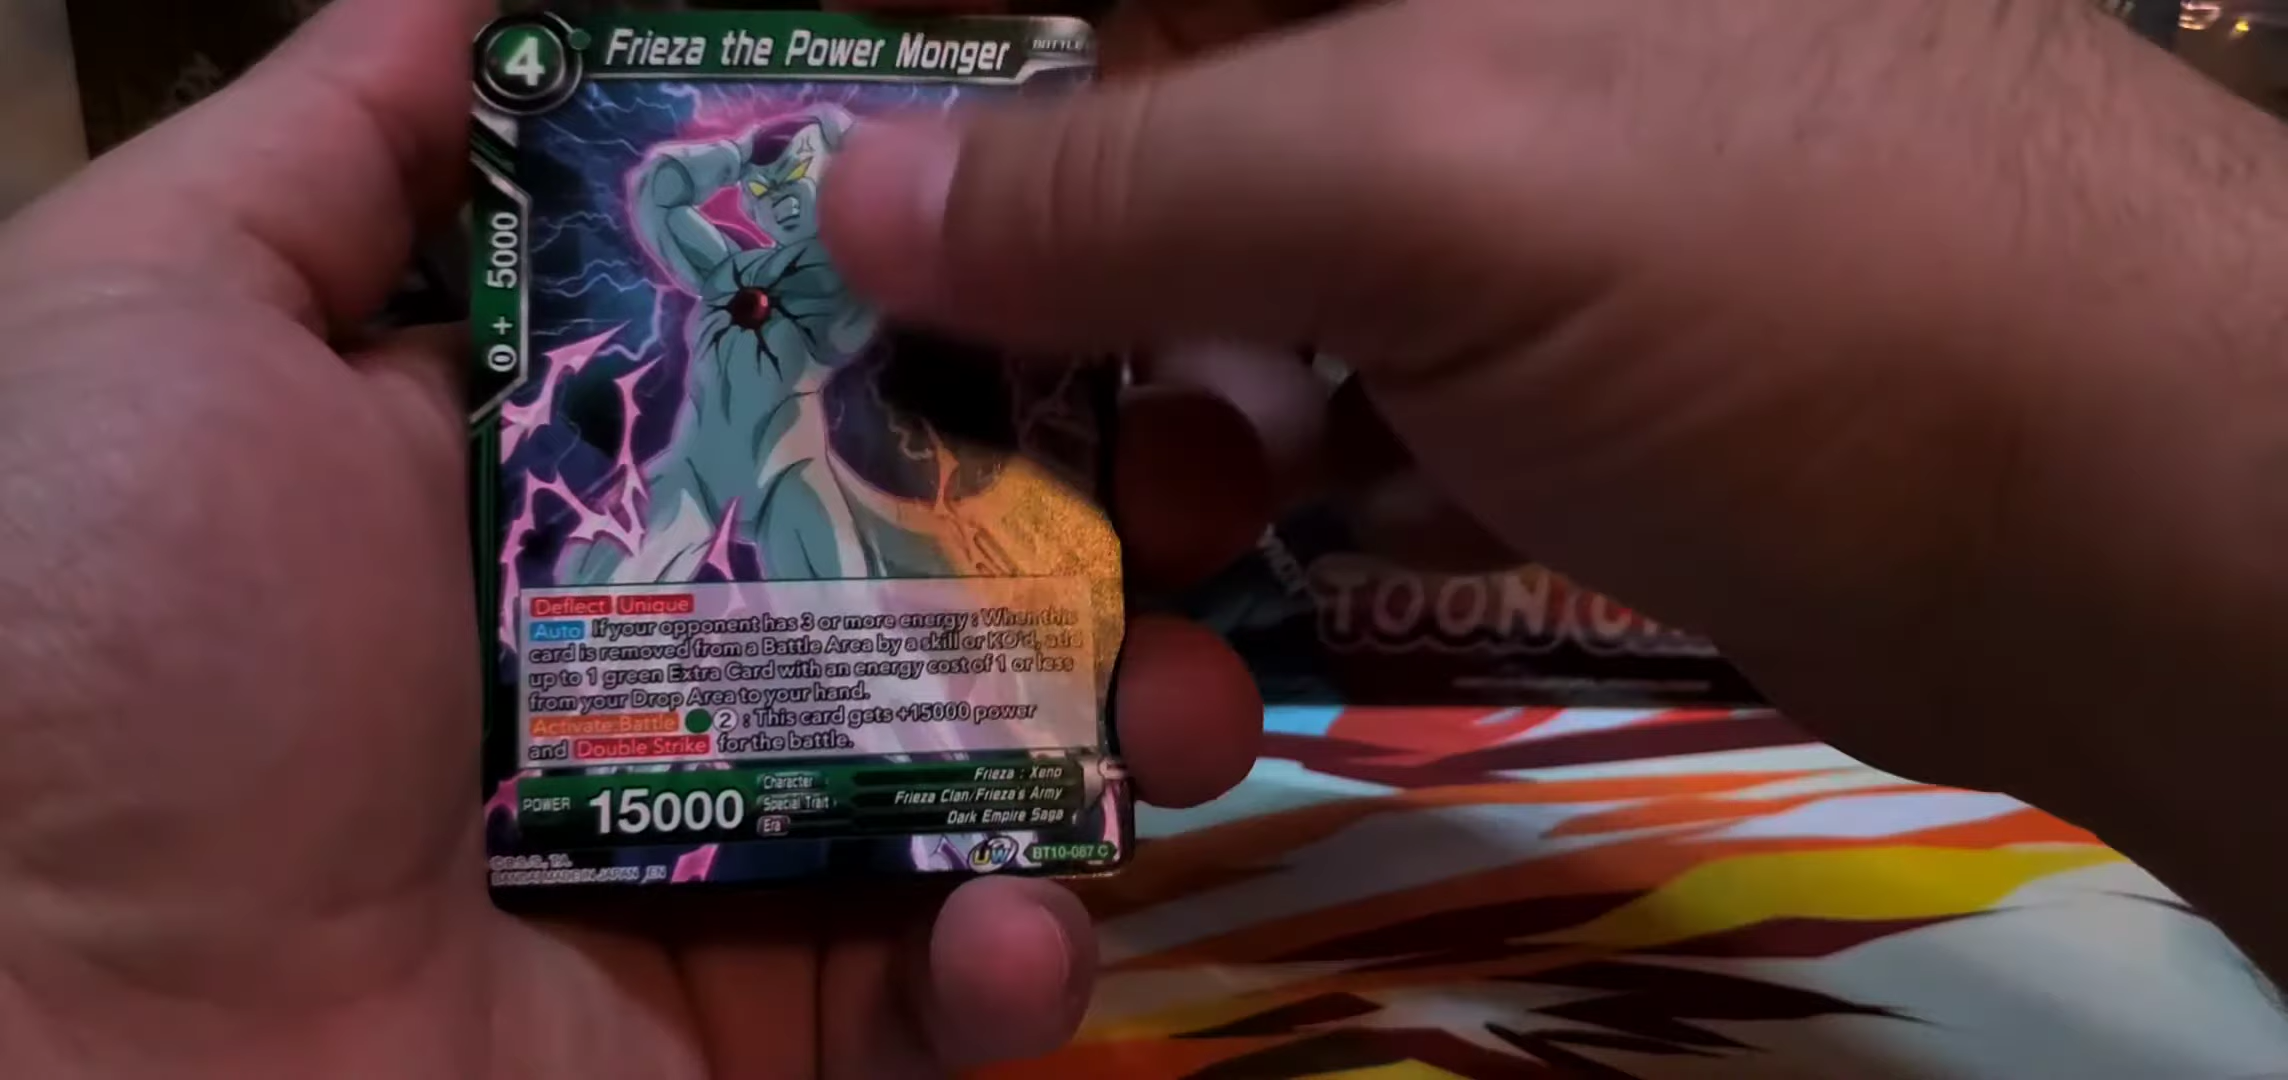 4
Frieza the Power Monger
BATTLE
0 + 5000
Deflect Unique
Auto If your opponent has 3 or more energy : When this
card is removed from a Battle Area by a skill or KO'd, add
up to 1 green Extra Card with an energy cost of 1 or less
from your Drop Area to your hand.
Activate:Battle 2 : This card gets +15000 power
and Double Strike for the battle.
POWER 15000
Character Frieza : Xeno
Special Trait Frieza Clan/Frieza's Army
Era Dark Empire Saga
UW BT10-087 C
BANDAI MADE IN JAPAN EN
TOON